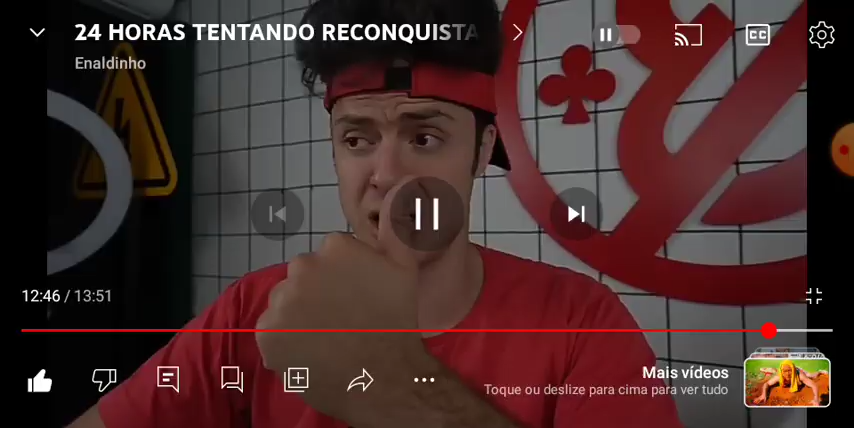 24 HORAS TENTANDO RECONQUISTA
Enaldinho
CC
12:46 / 13:51
Mais vídeos
Toque ou deslize para cima para ver tudo